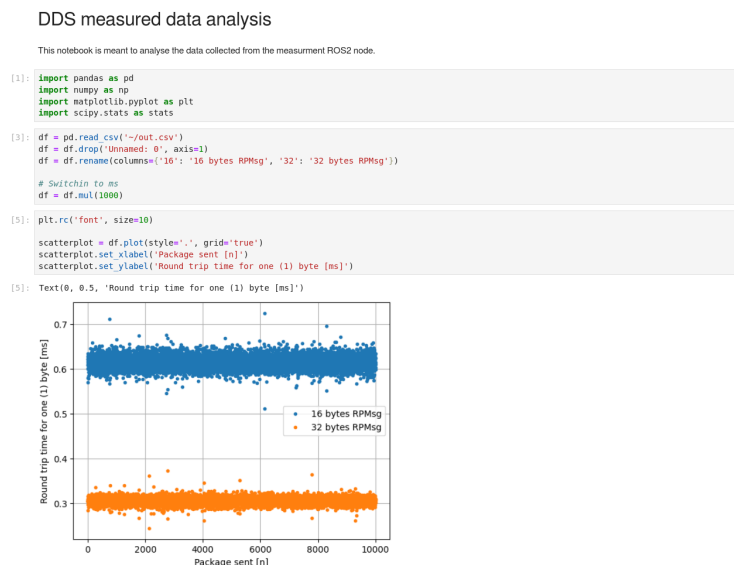 DDS measured data analysis
This notebook is meant to analyse the data collected from the measurment ROS2 node.
[1]: import pandas as pd
import numpy as np
import matplotlib.pyplot as plt
import scipy.stats as stats
[3]: df = pd.read_csv('~/out.csv')
df = df.drop('Unnamed: 0', axis=1)
df = df.rename(columns={'16': '16 bytes RPMsg', '32': '32 bytes RPMsg'})
# Switchin to ms
df = df.mul(1000)
[5]: plt.rc('font', size=10)
scatterplot = df.plot(style='.', grid='true')
scatterplot.set_xlabel('Package sent [n]')
scatterplot.set_ylabel('Round trip time for one (1) byte [ms]')
[5]: Text(0, 0.5, 'Round trip time for one (1) byte [ms]')
Round trip time for one (1) byte [ms]
0.7
0.6
0.5
0.4
0.3
16 bytes RPMsg
32 bytes RPMsg
0 2000 4000 6000 8000 10000
Package sent [n]